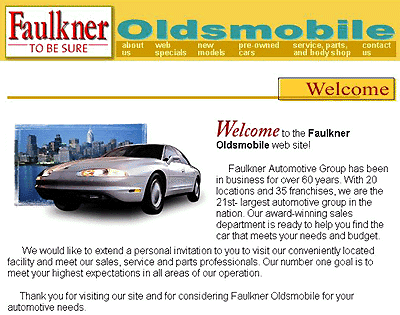 Faulkner
TO BE SURE
Oldsmobile
about us
web specials
new models
pre-owned cars
service, parts, and body shop
contact us
Welcome
Welcome to the Faulkner
Oldsmobile web site!
Faulkner Automotive Group has been
in business for over 60 years. With 20
locations and 35 franchises, we are the
21st- largest automotive group in the
nation. Our award-winning sales
department is ready to help you find the
car that meets your needs and budget.
We would like to extend a personal invitation to you to visit our conveniently located
facility and meet our sales, service and parts professionals. Our number one goal is to
meet your highest expectations in all areas of our operation.
Thank you for visiting our site and for considering Faulkner Oldsmobile for your
automotive needs.